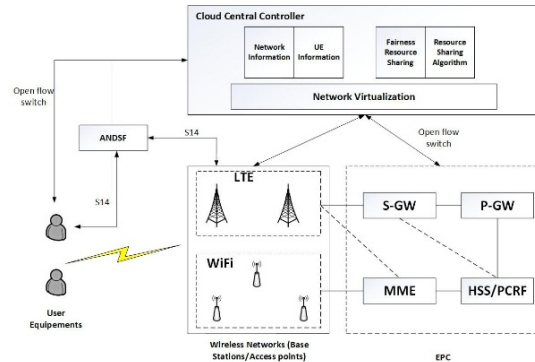 Cloud Central Controller
Network
Information
UE
Information
Fairness
Resource
Sharing
Resource
Sharing
Algorithm
Network Virtualization
Open flow
switch
ANDSF
S14
Open flow
switch
S14
LTE
WiFi
S-GW
P-GW
MME
HSS/PCRF
User
Equipements
Wireless Networks (Base
Stations/Access points)
EPC